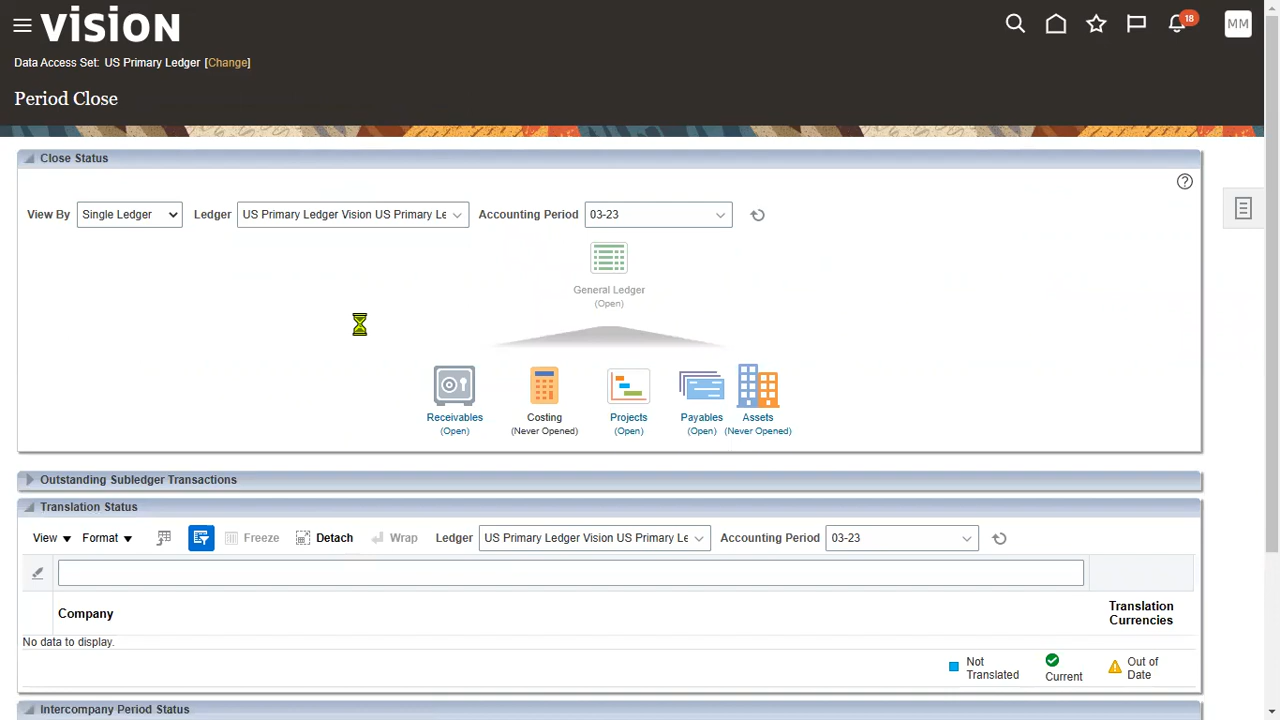 vision
18
MM
Data Access Set: US Primary Ledger [Change]
Period Close
Close Status
View By Single Ledger Ledger US Primary Ledger Vision US Primary Le Accounting Period 03-23
General Ledger
(Open)
Receivables Costing Projects Payables Assets
(Open) (Never Opened) (Open) (Open) (Never Opened)
Outstanding Subledger Transactions
Translation Status
View Format Freeze Detach Wrap Ledger US Primary Ledger Vision US Primary Le Accounting Period 03-23
Company Translation Currencies
No data to display.
Not Translated Current Out of Date
Intercompany Period Status